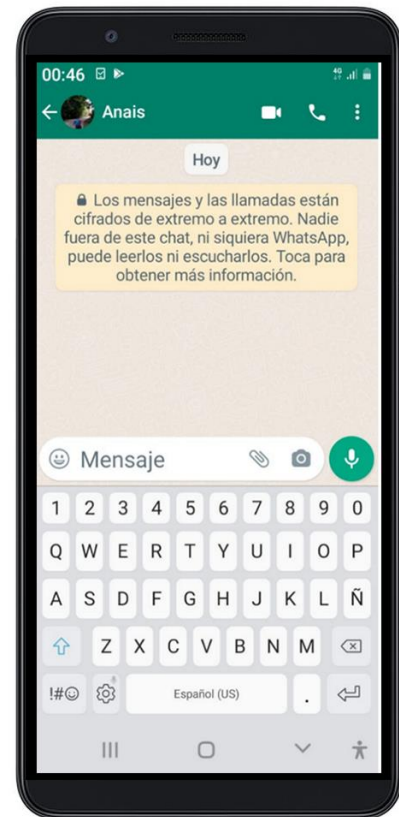 00:46
4G
Anais
Hoy
Los mensajes y las llamadas están
cifrados de extremo a extremo. Nadie
fuera de este chat, ni siquiera WhatsApp,
puede leerlos ni escucharlos. Toca para
obtener más información.
Mensaje
1 2 3 4 5 6 7 8 9 0
Q W E R T Y U I O P
A S D F G H J K L Ñ
Z X C V B N M
!#☺ Español (US) .